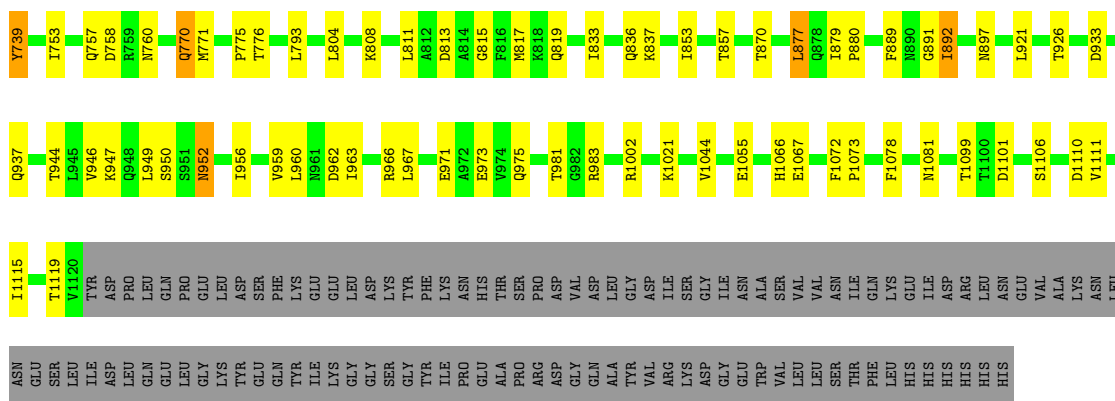 Y739 I753 Q757 D758 R759 N760 Q770 M771 P775 T776 L793 L804 K808 L811 A812 D813 A814 G815 F816 M817 K818 Q819 I833 Q836 K837 I853 T857 T870 L877 Q878 I879 P880 F889 N890 G891 I892 N897 L921 T926 D933
Q937 T944 L945 V946 K947 Q948 L949 S950 S951 N952 I956 V959 L960 N961 D962 I963 R966 L967 E971 A972 E973 V974 Q975 T981 G982 R983 R1002 K1021 V1044 E1055 H1066 E1067 F1072 P1073 F1078 N1081 T1099 T1100 D1101 S1106 D1110 V1111
I1115 T1119 V1120 TYR ASP PRO LEU GLN PRO GLU LEU ASP SER PHE LYS GLU GLU LEU ASP LYS TYR PHE LYS ASN HIS THR SER PRO ASP VAL ASP LEU GLY ASP ILE SER GLY ILE ASN ALA SER VAL VAL ASN ILE GLN LYS GLU ILE ASP ARG LEU ASN GLU VAL ALA LYS ASN LEU
ASN GLU SER LEU ILE ASP LEU GLN GLU LEU GLY LYS TYR GLU GLN TYR ILE LYS GLY GLY SER GLY TYR ILE PRO GLU ALA PRO ARG ASP GLY GLN ALA TYR VAL ARG LYS ASP GLY GLU TRP VAL LEU LEU SER THR PHE LEU HIS HIS HIS HIS HIS HIS